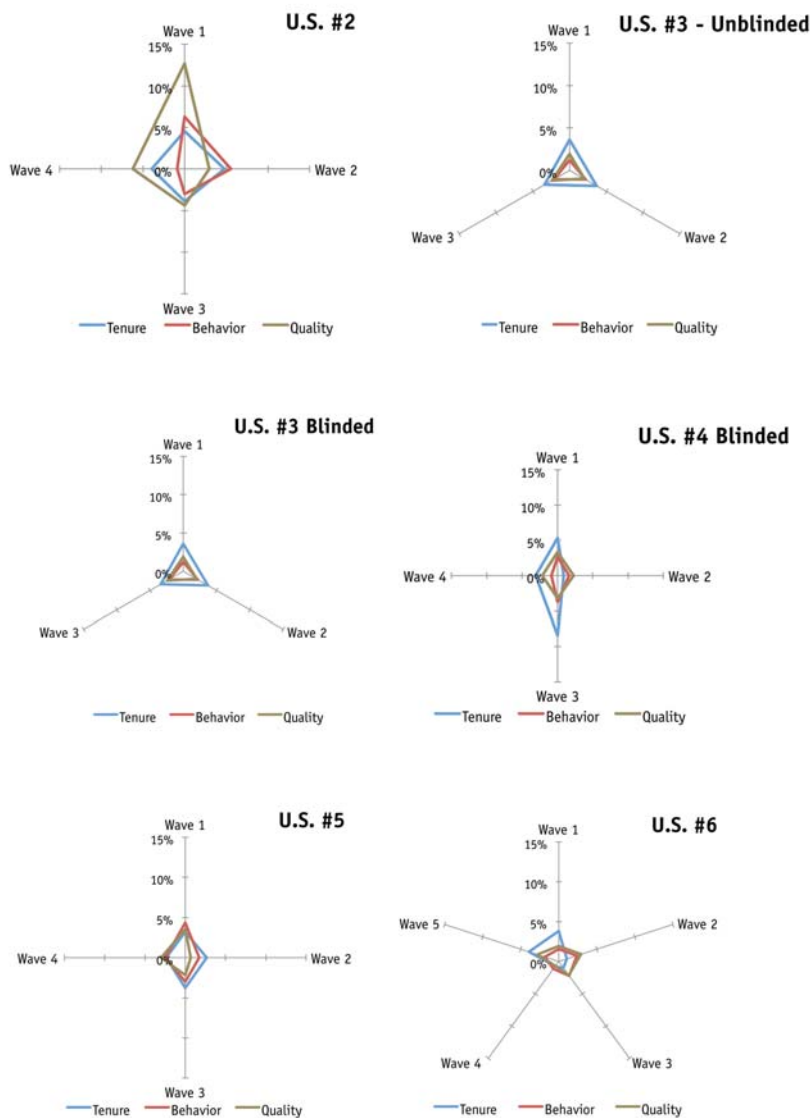 U.S. #2
Wave 1
15%
10%
5%
0%
Wave 4
Wave 2
Wave 3
Tenure Behavior Quality
U.S. #3 - Unblinded
Wave 1
15%
10%
5%
0%
Wave 3
Wave 2
Tenure Behavior Quality
U.S. #3 Blinded
Wave 1
15%
10%
5%
0%
Wave 3
Wave 2
Tenure Behavior Quality
U.S. #4 Blinded
Wave 1
15%
10%
5%
0%
Wave 4
Wave 2
Wave 3
Tenure Behavior Quality
U.S. #5
Wave 1
15%
10%
5%
0%
Wave 4
Wave 2
Wave 3
Tenure Behavior Quality
U.S. #6
Wave 1
15%
10%
5%
0%
Wave 5
Wave 2
Wave 4
Wave 3
Tenure Behavior Quality